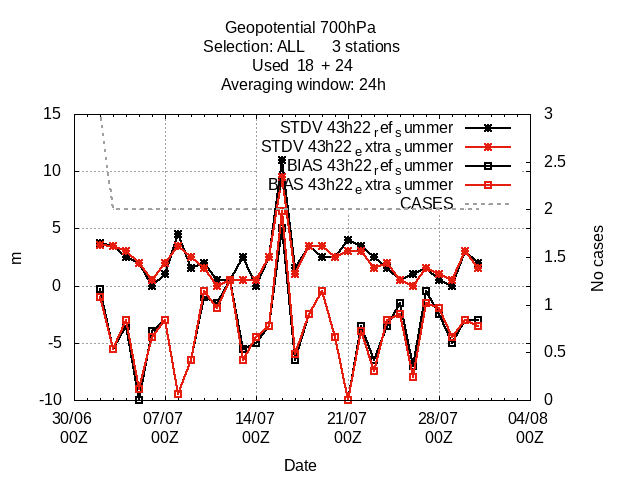 Geopotential 700hPa
Selection: ALL 3 stations
Used 18 + 24
Averaging window: 24h
STDV 43h22_ref_summer
STDV 43h22_extra_summer
BIAS 43h22_ref_summer
BIAS 43h22_extra_summer
CASES
15
10
5
0
-5
-10
m
3
2.5
2
1.5
1
0.5
0
No cases
30/06 07/07 14/07 21/07 28/07 04/08
00Z 00Z 00Z 00Z 00Z 00Z
Date